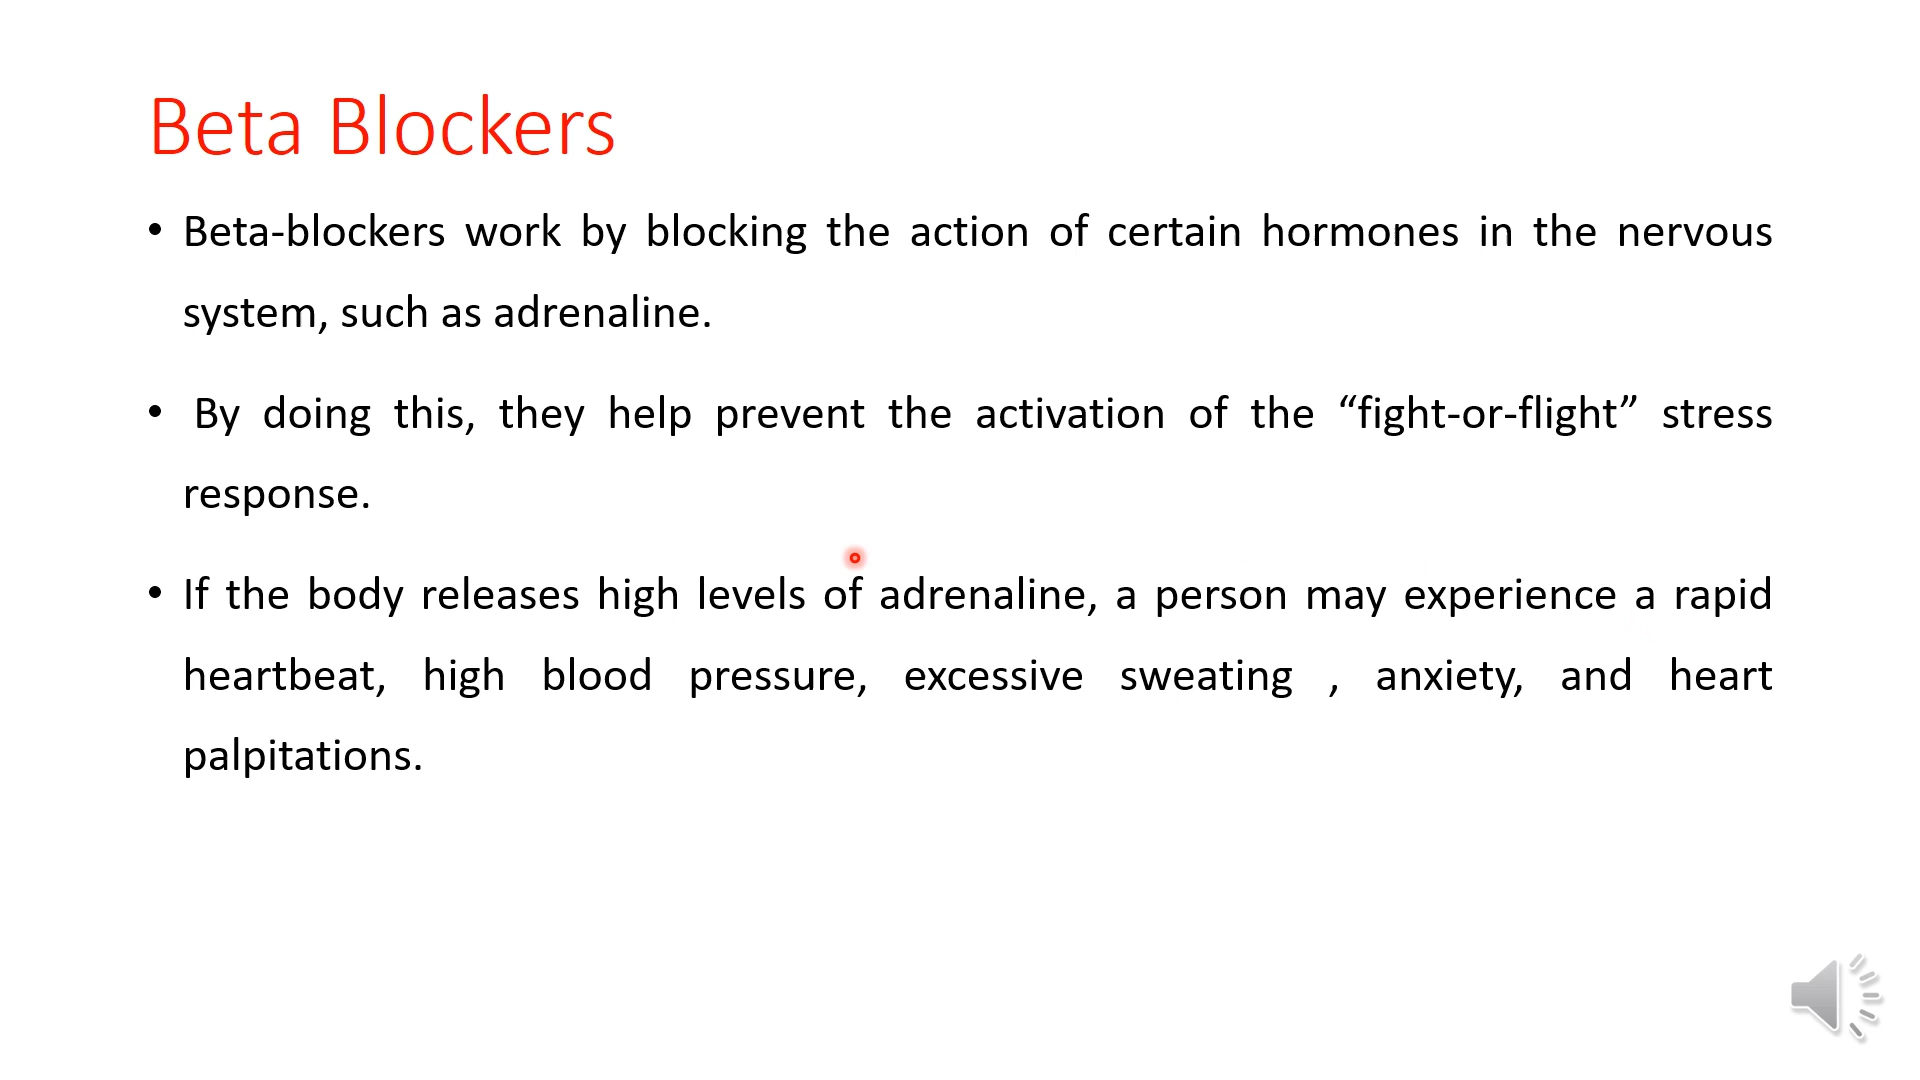 Beta Blockers
• Beta-blockers work by blocking the action of certain hormones in the nervous
system, such as adrenaline.
• By doing this, they help prevent the activation of the “fight-or-flight” stress
response.
• If the body releases high levels of adrenaline, a person may experience a rapid
heartbeat, high blood pressure, excessive sweating , anxiety, and heart
palpitations.